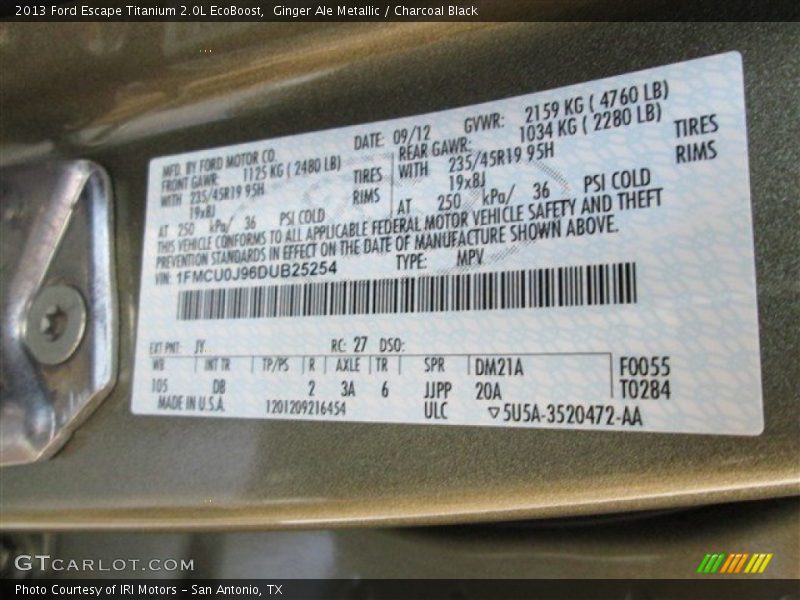 2013 Ford Escape Titanium 2.0L EcoBoost,  Ginger Ale Metallic / Charcoal Black
MFD. BY FORD MOTOR CO. DATE: 09/12 GVWR: 2159 KG ( 4760 LB)
FRONT GAWR: 1125 KG ( 2480 LB) REAR GAWR: 1034 KG ( 2280 LB)
WITH 235/45R19 95H TIRES WITH 235/45R19 95H TIRES
19x8J RIMS 19x8J RIMS
AT 250 kPa/ 36 PSI COLD AT 250 kPa/ 36 PSI COLD
THIS VEHICLE CONFORMS TO ALL APPLICABLE FEDERAL MOTOR VEHICLE SAFETY AND THEFT
PREVENTION STANDARDS IN EFFECT ON THE DATE OF MANUFACTURE SHOWN ABOVE.
VIN: 1FMCU0J96DUB25254 TYPE: MPV
EXT PNT: JY RC: 27 DSO:
WB INT TR TP/PS R AXLE TR SPR DM21A F0055
105 DB 2 3A 6 JJPP 20A T0284
MADE IN U.S.A. 1201209216454 ULC ▽5U5A-3520472-AA
GTCARLOT.COM
Photo Courtesy of IRI Motors – San Antonio, TX